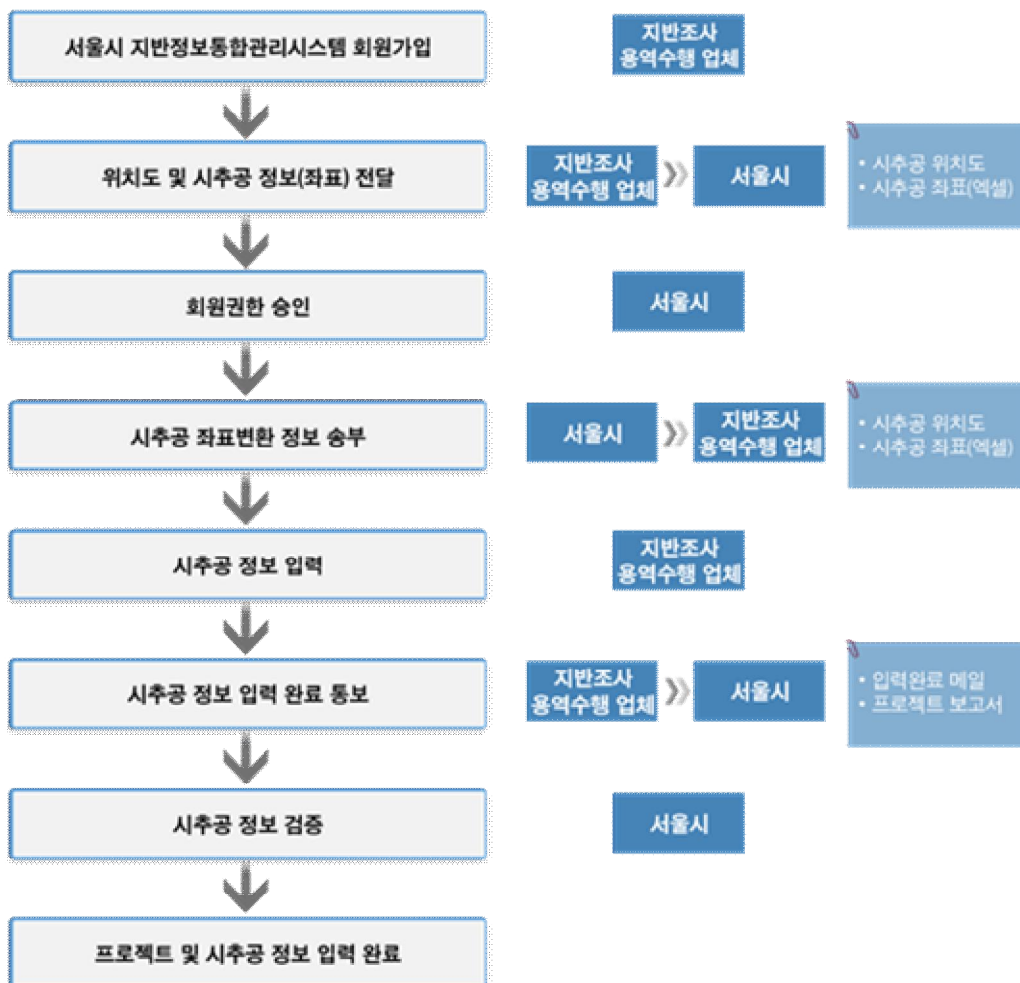 서울시 지반정보통합관리시스템 회원가입
지반조사
용역수행 업체
위치도 및 시추공 정보(좌표) 전달
지반조사
용역수행 업체
서울시
• 시추공 위치도
• 시추공 좌표(엑셀)
회원권한 승인
서울시
시추공 좌표변환 정보 송부
서울시
지반조사
용역수행 업체
• 시추공 위치도
• 시추공 좌표(엑셀)
시추공 정보 입력
지반조사
용역수행 업체
시추공 정보 입력 완료 통보
지반조사
용역수행 업체
서울시
• 입력완료 메일
• 프로젝트 보고서
시추공 정보 검증
서울시
프로젝트 및 시추공 정보 입력 완료